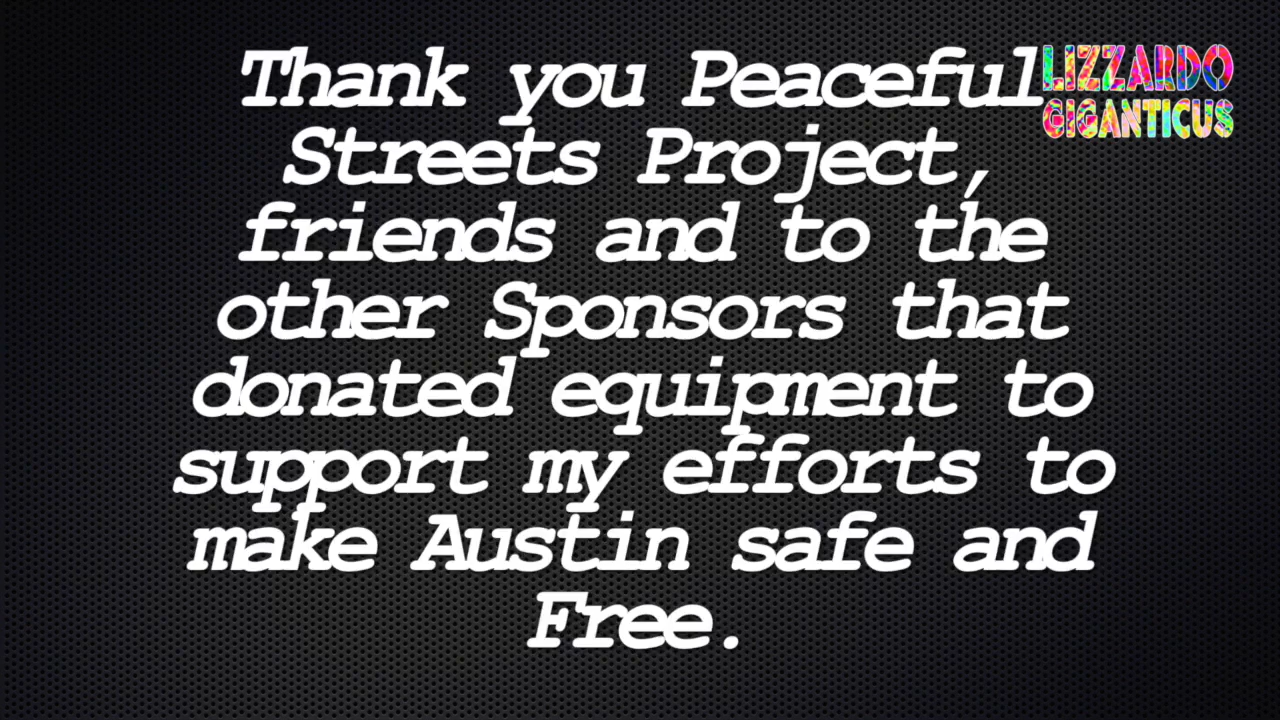 Thank you Peaceful
Streets Project,
friends and to the
other Sponsors that
donated equipment to
support my efforts to
make Austin safe and
Free.
LIZZARDO
GIGANTICUS